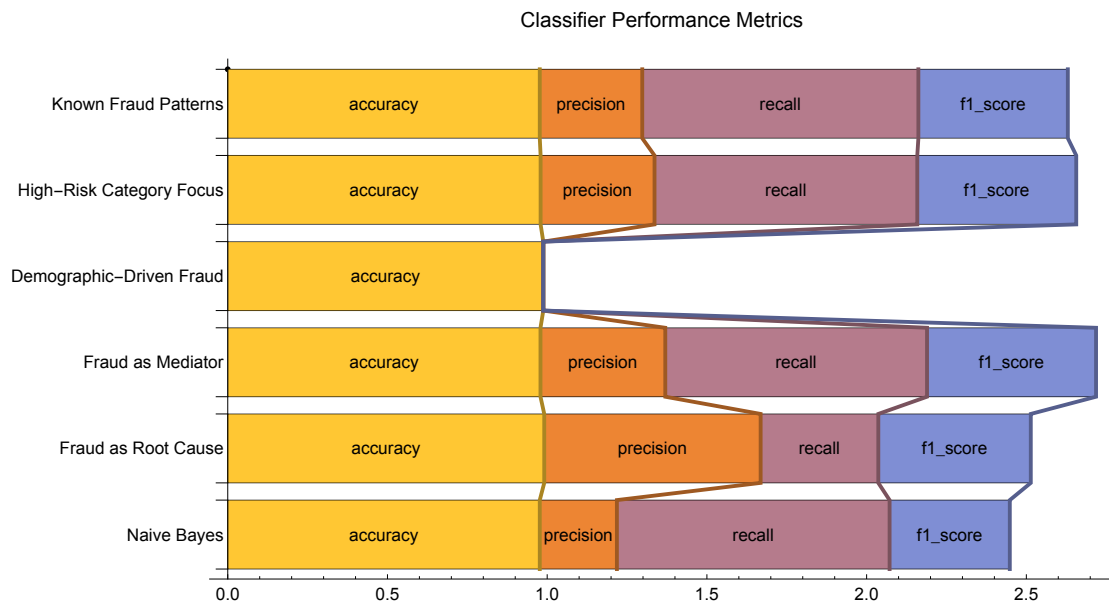 Classifier Performance Metrics
Known Fraud Patterns accuracy precision recall f1_score
High−Risk Category Focus accuracy precision recall f1_score
Demographic−Driven Fraud accuracy
Fraud as Mediator accuracy precision recall f1_score
Fraud as Root Cause accuracy precision recall f1_score
Naive Bayes accuracy precision recall f1_score
0.0 0.5 1.0 1.5 2.0 2.5